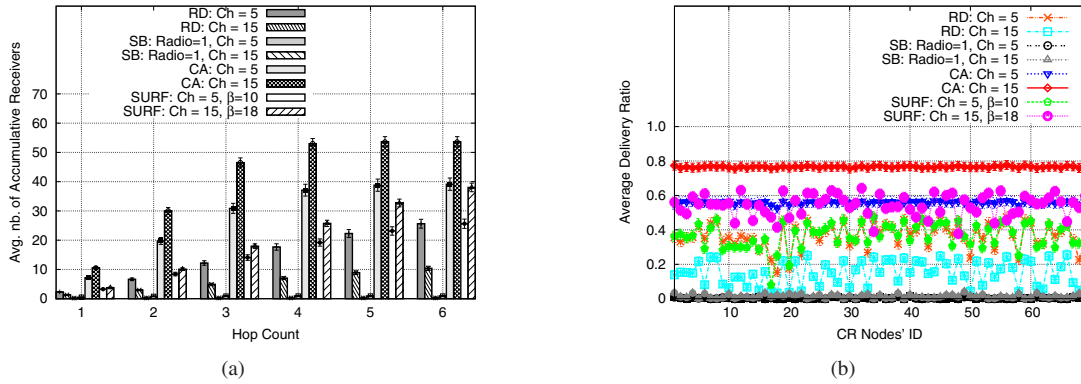 RD: Ch = 5
RD: Ch = 15
SB: Radio=1, Ch = 5
SB: Radio=1, Ch = 15
CA: Ch = 5
CA: Ch = 15
SURF: Ch = 5, β=10
SURF: Ch = 15, β=18
70
60
50
40
30
20
10
0
Avg. nb. of Accumulative Receivers
1 2 3 4 5 6
Hop Count
(a)
RD: Ch = 5
RD: Ch = 15
SB: Radio=1, Ch = 5
SB: Radio=1, Ch = 15
CA: Ch = 5
CA: Ch = 15
SURF: Ch = 5, β=10
SURF: Ch = 15, β=18
1.0
0.8
0.6
0.4
0.2
0
Average Delivery Ratio
10 20 30 40 50 60
CR Nodes' ID
(b)